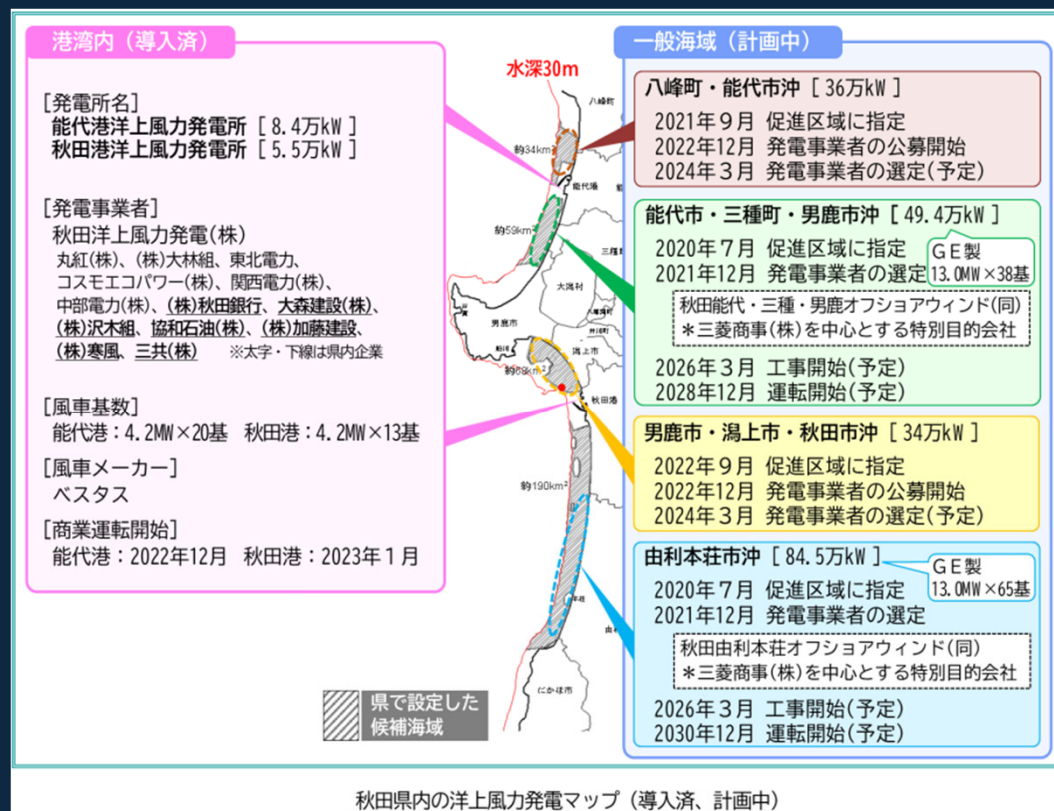 港湾内（導入済）
[発電所名]
能代港洋上風力発電所 [ 8.4万kW ]
秋田港洋上風力発電所 [ 5.5万kW ]
[発電事業者]
秋田洋上風力発電(株)
丸紅(株)、(株)大林組、東北電力、
コスモエコパワー(株)、関西電力(株)、
中部電力(株)、(株)秋田銀行、大森建設(株)、
(株)沢木組、協和石油(株)、(株)加藤建設、
(株)寒風、三共(株) ※太字・下線は県内企業
[風車基数]
能代港：4.2MW×20基 秋田港：4.2MW×13基
[風車メーカー]
ベスタス
[商業運転開始]
能代港：2022年12月 秋田港：2023年１月
水深30m
八峰町
約34km²
能代港
約59km²
三種
大潟村
男鹿市
潟上市
約68km²
秋田港
約190km²
にかほ市
県で設定した
候補海域
一般海域（計画中）
八峰町・能代市沖 [ 36万kW ]
2021年９月 促進区域に指定
2022年12月 発電事業者の公募開始
2024年３月 発電事業者の選定(予定)
能代市・三種町・男鹿市沖 [ 49.4万kW ]
2020年７月 促進区域に指定
2021年12月 発電事業者の選定
ＧＥ製
13.0MW×38基
秋田能代・三種・男鹿オフショアウィンド(同)
＊三菱商事(株)を中心とする特別目的会社
2026年３月 工事開始(予定)
2028年12月 運転開始(予定)
男鹿市・潟上市・秋田市沖 [ 34万kW ]
2022年９月 促進区域に指定
2022年12月 発電事業者の公募開始
2024年３月 発電事業者の選定(予定)
由利本荘市沖 [ 84.5万kW ]
ＧＥ製
13.0MW×65基
2020年７月 促進区域に指定
2021年12月 発電事業者の選定
秋田由利本荘オフショアウィンド(同)
＊三菱商事(株)を中心とする特別目的会社
2026年３月 工事開始(予定)
2030年12月 運転開始(予定)
秋田県内の洋上風力発電マップ（導入済、計画中）